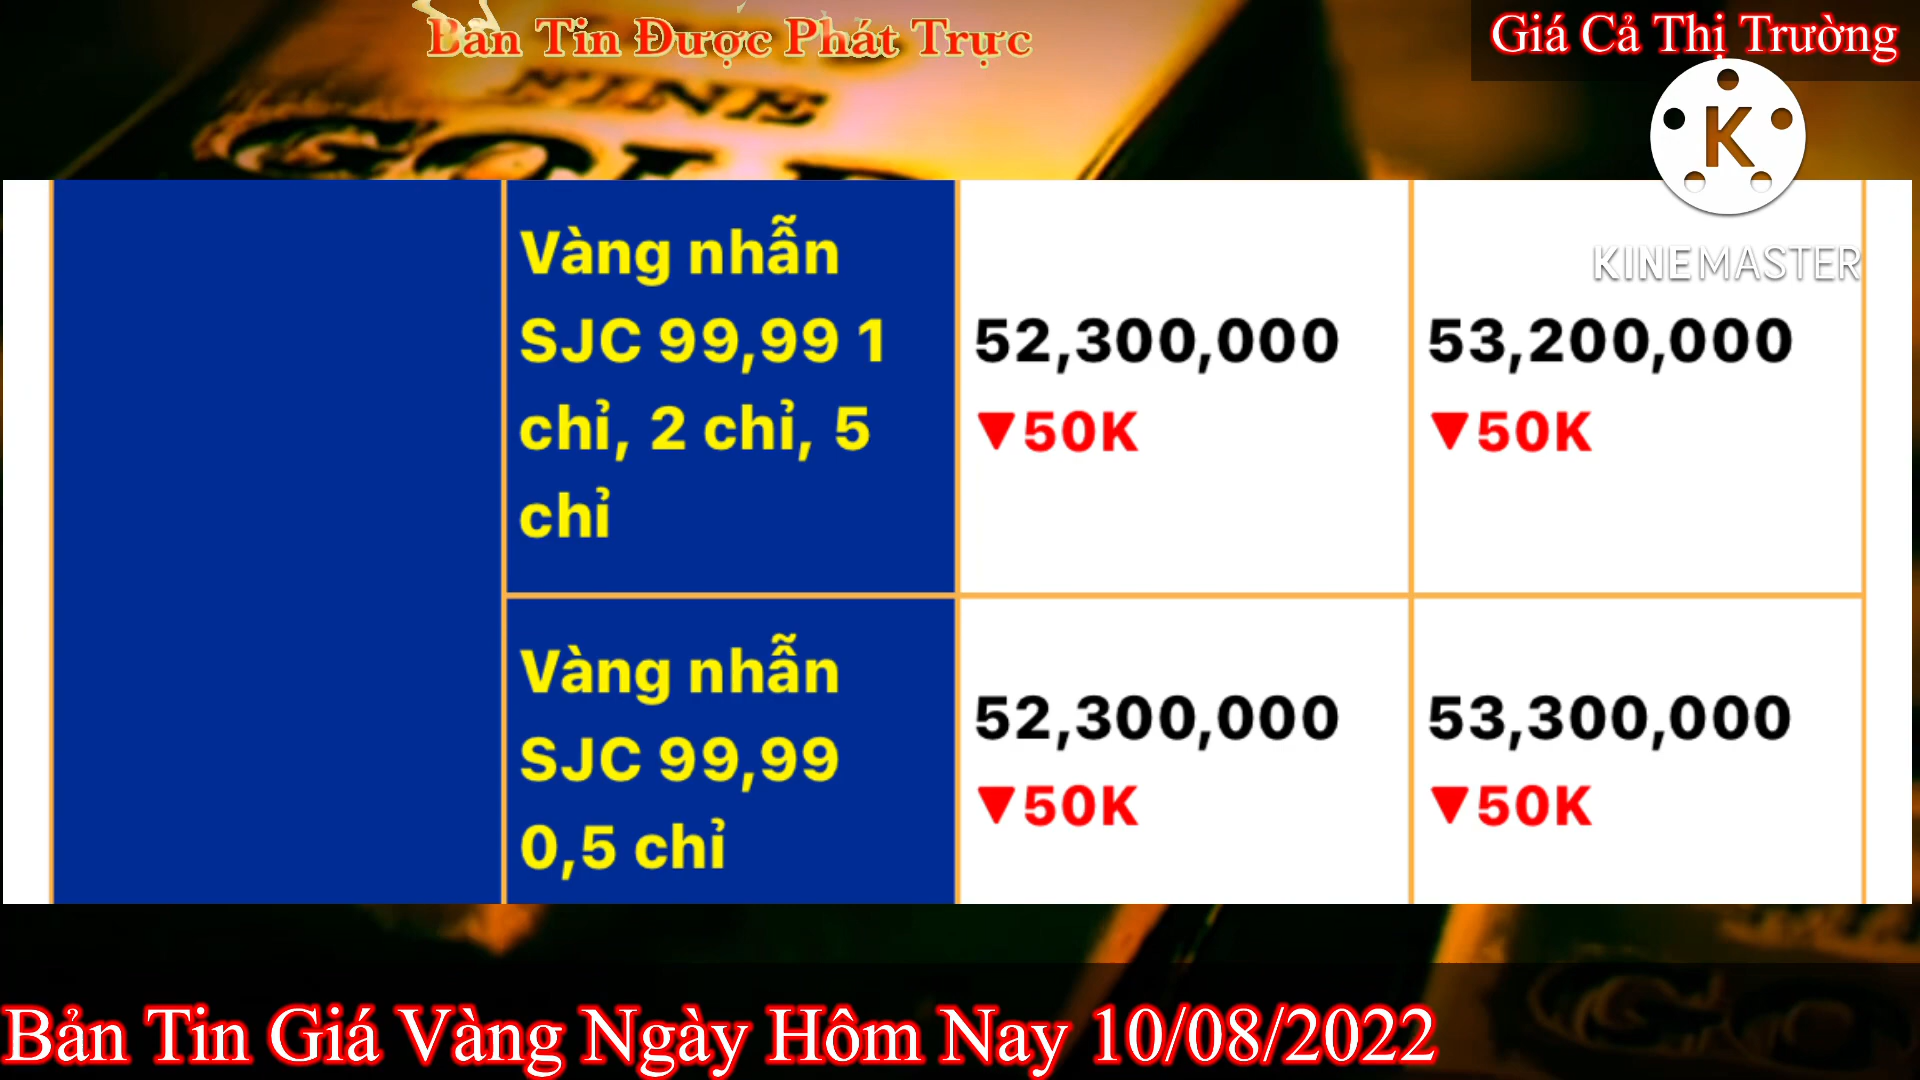 Bản Tin Được Phát Trực
Giá Cả Thị Trường
FINE
GOLD
K
KINEMASTER
Vàng nhẫn
SJC 99,99 1
chỉ, 2 chỉ, 5
chỉ
52,300,000
▼50K
53,200,000
▼50K
Vàng nhẫn
SJC 99,99
0,5 chỉ
52,300,000
▼50K
53,300,000
▼50K
Bản Tin Giá Vàng Ngày Hôm Nay 10/08/2022